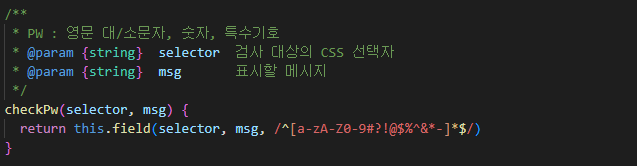 /**
 * PW : 영문 대/소문자, 숫자, 특수기호
 * @param {string}  selector  검사 대상의 CSS 선택자
 * @param {string}  msg       표시할 메시지
 */
checkPw(selector, msg) {
  return this.field(selector, msg, /^[a-zA-Z0-9#?!@$%^&*-]*$/)
}